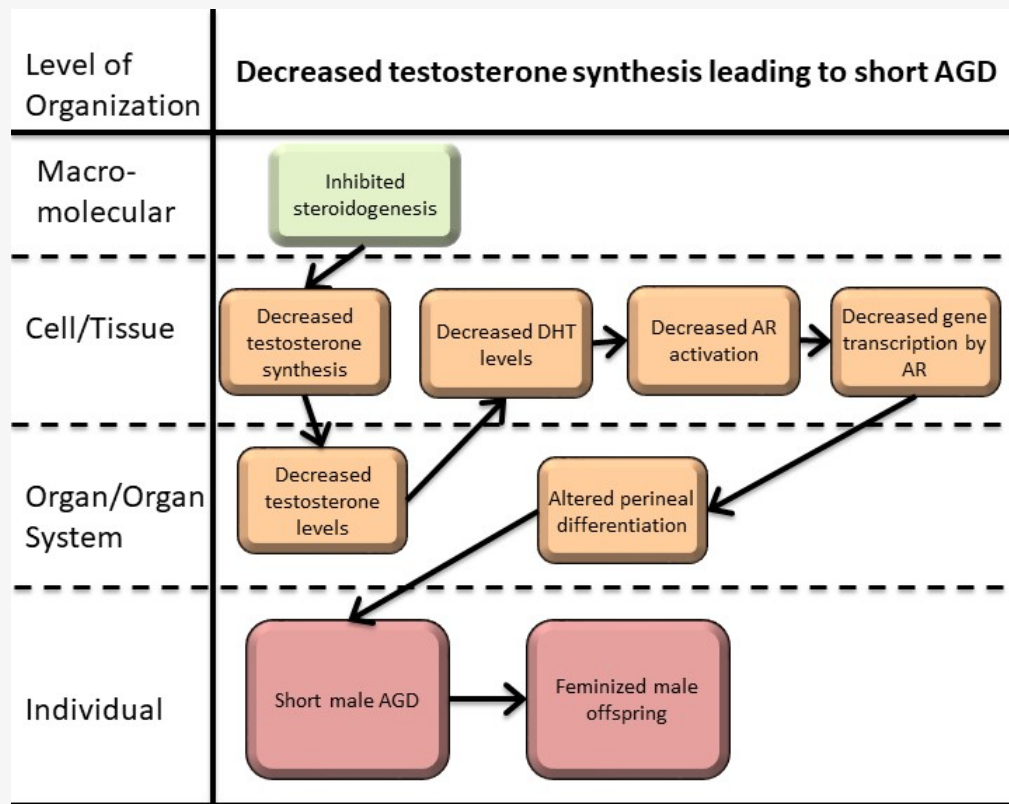 Level of
Organization
Decreased testosterone synthesis leading to short AGD
Macro-
molecular
Inhibited
steroidogenesis
Cell/Tissue
Decreased
testosterone
synthesis
Decreased DHT
levels
Decreased AR
activation
Decreased gene
transcription by
AR
Organ/Organ
System
Decreased
testosterone
levels
Altered perineal
differentiation
Individual
Short male AGD
Feminized male
offspring